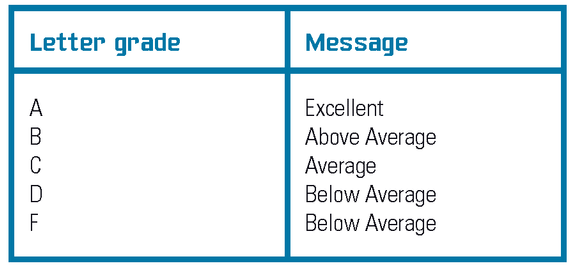 Letter grade Message
A Excellent
B Above Average
C Average
D Below Average
F Below Average